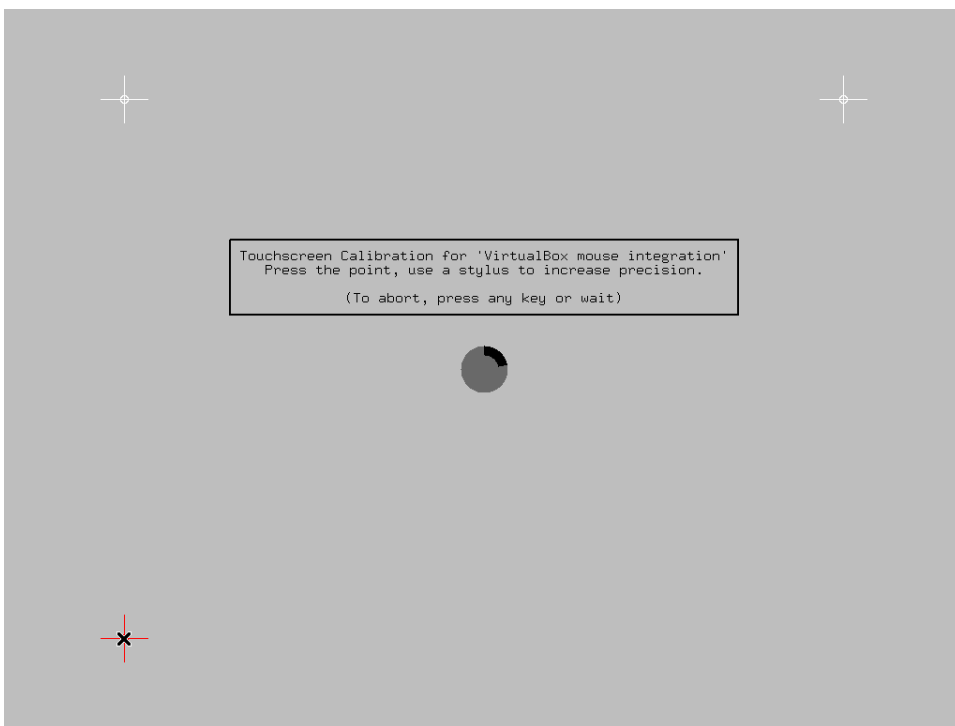 Touchscreen Calibration for 'VirtualBox mouse integration'
Press the point, use a stylus to increase precision.
(To abort, press any key or wait)